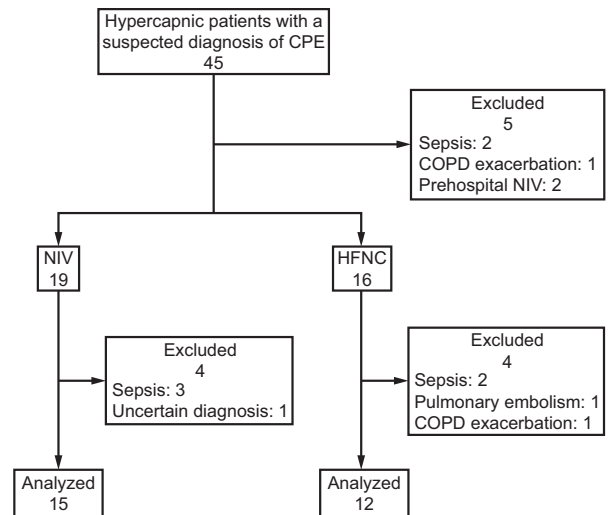 Hypercapnic patients with a
suspected diagnosis of CPE
45
Excluded
5
Sepsis: 2
COPD exacerbation: 1
Prehospital NIV: 2
NIV
19
HFNC
16
Excluded
4
Sepsis: 3
Uncertain diagnosis: 1
Excluded
4
Sepsis: 2
Pulmonary embolism: 1
COPD exacerbation: 1
Analyzed
15
Analyzed
12